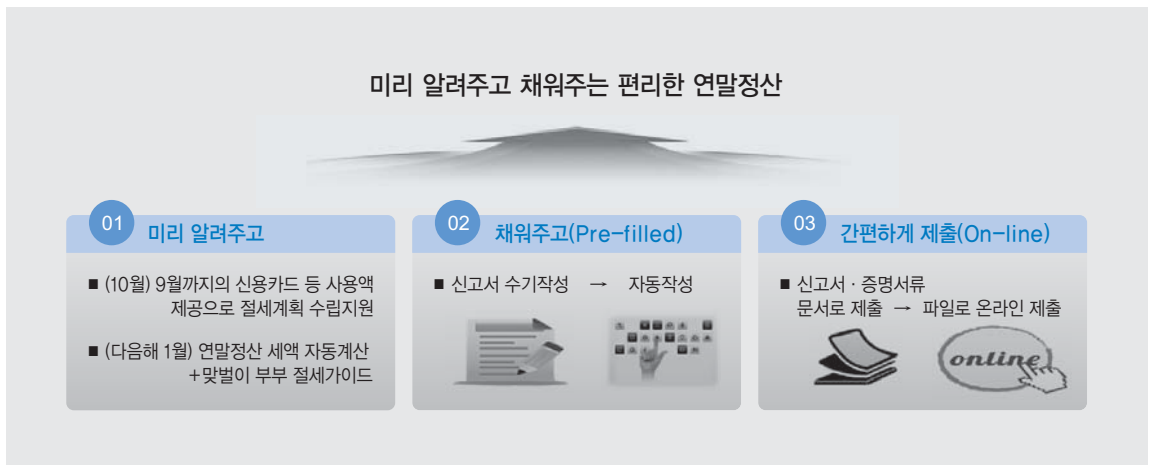 미리 알려주고 채워주는 편리한 연말정산
01
미리 알려주고
■ (10월) 9월까지의 신용카드 등 사용액
제공으로 절세계획 수립지원
■ (다음해 1월) 연말정산 세액 자동계산
+맞벌이 부부 절세가이드
02
채워주고(Pre-filled)
■ 신고서 수기작성 → 자동작성
03
간편하게 제출(On-line)
■ 신고서 · 증명서류
문서로 제출 → 파일로 온라인 제출
online